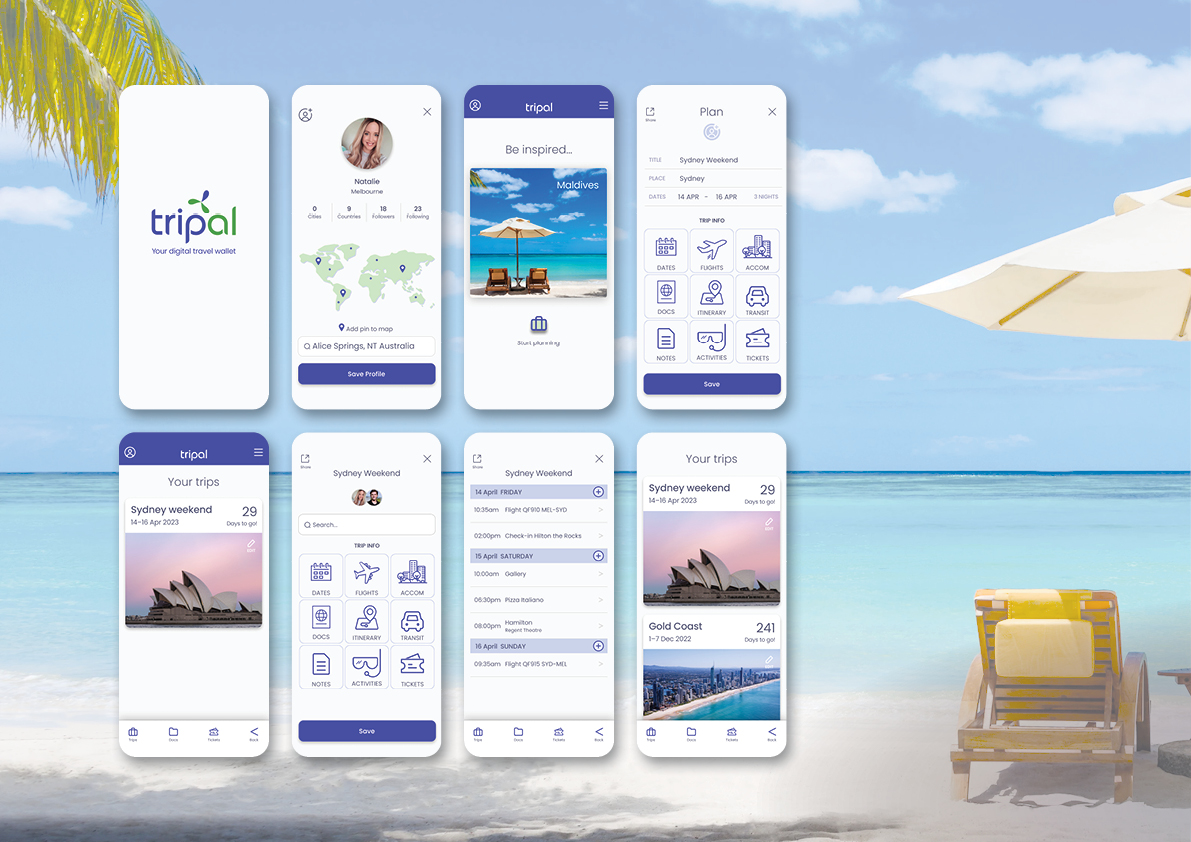 tripal
Your digital travel wallet
Natalie
Melbourne
0 9 18 23
Cities Countries Followers Following
Add pin to map
Alice Springs, NT Australia
Save Profile
tripal
Be inspired...
Maldives
Start planning
Share
Plan
TITLE Sydney Weekend
PLACE Sydney
DATES 14 APR - 16 APR 3 NIGHTS
TRIP INFO
DATES FLIGHTS ACCOM
DOCS ITINERARY TRANSIT
NOTES ACTIVITIES TICKETS
Save
tripal
Your trips
Sydney weekend 29
14–16 Apr 2023 Days to go!
EDIT
Trips Docs Tickets Back
Share
Sydney Weekend
Search...
TRIP INFO
DATES FLIGHTS ACCOM
DOCS ITINERARY TRANSIT
NOTES ACTIVITIES TICKETS
Save
Share
Sydney Weekend
14 April FRIDAY
10:35am Flight QF910 MEL-SYD >
02:00pm Check-in Hilton the Rocks >
15 April SATURDAY
10:00am Gallery >
06:30pm Pizza Italiano >
08:00pm Hamilton >
Regent Theatre
16 April SUNDAY
09:35am Flight QF915 SYD-MEL >
Trips Docs Tickets Back
Your trips
Sydney weekend 29
14–16 Apr 2023 Days to go!
EDIT
Gold Coast 241
1–7 Dec 2022 Days to go!
Trips Docs Tickets Back